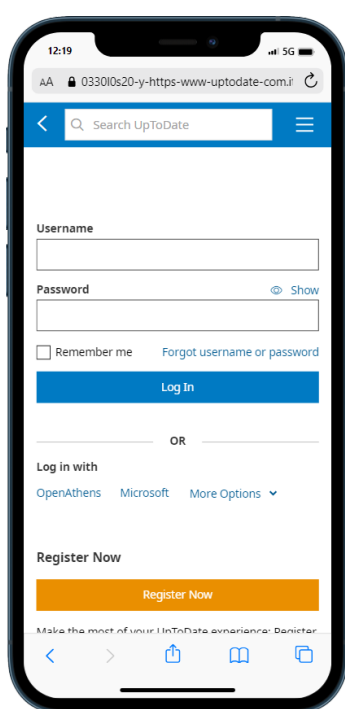 12:19 5G
AA 0330l0s20-y-https-www-uptodate-com.i
Search UpToDate
Username
Password Show
Remember me Forgot username or password
Log In
OR
Log in with
OpenAthens Microsoft More Options
Register Now
Register Now
Make the most of your UpToDate experience: Register